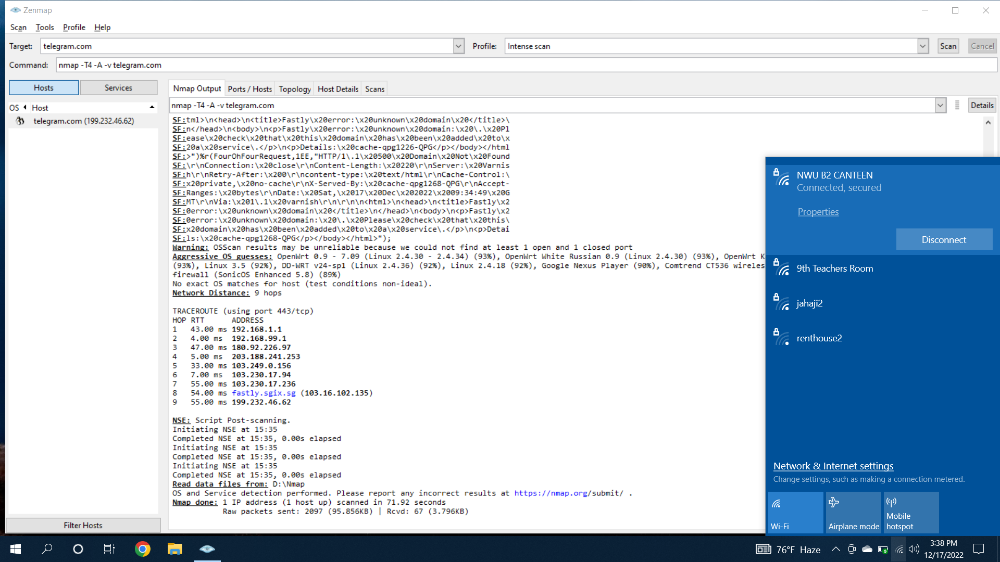 Zenmap
Scan Tools Profile Help
Target: telegram.com Profile: Intense scan Scan Cancel
Command: nmap -T4 -A -v telegram.com
Hosts Services
Nmap Output Ports / Hosts Topology Host Details Scans
OS Host
nmap -T4 -A -v telegram.com Details
telegram.com (199.232.46.62)
SF:tml>\n<head>\n<title>Fastly\x20error:\x20unknown\x20domain\x20</title>\
SF:n</head>\n<body>\n<p>Fastly\x20error:\x20unknown\x20domain:\x20\.\x20Pl
SF:ease\x20check\x20that\x20this\x20domain\x20has\x20been\x20added\x20to\x
SF:20a\x20service\.</p>\n<p>Details:\x20cache-qpg1226-QPG</p></body></html
SF:>")%r(FourOhFourRequest,1EE,"HTTP/1\.1\x20500\x20Domain\x20Not\x20Found
SF:\r\nConnection:\x20close\r\nContent-Length:\x20220\r\nServer:\x20Varnis
SF:h\r\nRetry-After:\x200\r\ncontent-type:\x20text/html\r\nCache-Control:\
SF:x20private,\x20no-cache\r\nX-Served-By:\x20cache-qpg1268-QPG\r\nAccept-
SF:Ranges:\x20bytes\r\nDate:\x20Sat,\x2017\x20Dec\x202022\x2009:34:49\x20G
SF:MT\r\nVia:\x201\.1\x20varnish\r\n\r\n\n<html>\n<head>\n<title>Fastly\x2
SF:0error:\x20unknown\x20domain\x20</title>\n</head>\n<body>\n<p>Fastly\x2
SF:0error:\x20unknown\x20domain:\x20\.\x20Please\x20check\x20that\x20this\
SF:x20domain\x20has\x20been\x20added\x20to\x20a\x20service\.</p>\n<p>Detai
SF:ls:\x20cache-qpg1268-QPG</p></body></html>");
Warning: OSScan results may be unreliable because we could not find at least 1 open and 1 closed port
Aggressive OS guesses: OpenWrt 0.9 - 7.09 (Linux 2.4.30 - 2.4.34) (93%), OpenWrt White Russian 0.9 (Linux 2.4.30) (93%), OpenWrt K
(93%), Linux 3.5 (92%), DD-WRT v24-sp1 (Linux 2.4.36) (92%), Linux 2.4.18 (92%), Google Nexus Player (90%), Comtrend CT536 wireles
firewall (SonicOS Enhanced 5.8) (89%)
No exact OS matches for host (test conditions non-ideal).
Network Distance: 9 hops
TRACEROUTE (using port 443/tcp)
HOP RTT ADDRESS
1 43.00 ms 192.168.1.1
2 4.00 ms 192.168.99.1
3 47.00 ms 180.92.226.97
4 5.00 ms 203.188.241.253
5 33.00 ms 103.249.0.156
6 7.00 ms 103.230.17.94
7 55.00 ms 103.230.17.236
8 54.00 ms fastly.sgix.sg (103.16.102.135)
9 55.00 ms 199.232.46.62
NSE: Script Post-scanning.
Initiating NSE at 15:35
Completed NSE at 15:35, 0.00s elapsed
Initiating NSE at 15:35
Completed NSE at 15:35, 0.00s elapsed
Initiating NSE at 15:35
Completed NSE at 15:35, 0.00s elapsed
Read data files from: D:\Nmap
OS and Service detection performed. Please report any incorrect results at https://nmap.org/submit/ .
Nmap done: 1 IP address (1 host up) scanned in 71.92 seconds
Raw packets sent: 2097 (95.856KB) | Rcvd: 67 (3.796KB)
Filter Hosts
NWU B2 CANTEEN
Connected, secured
Properties
Disconnect
9th Teachers Room
jahaji2
renthouse2
Network & Internet settings
Change settings, such as making a connection metered.
Wi-Fi
Airplane mode
Mobile
hotspot
76°F Haze
3:38 PM
12/17/2022